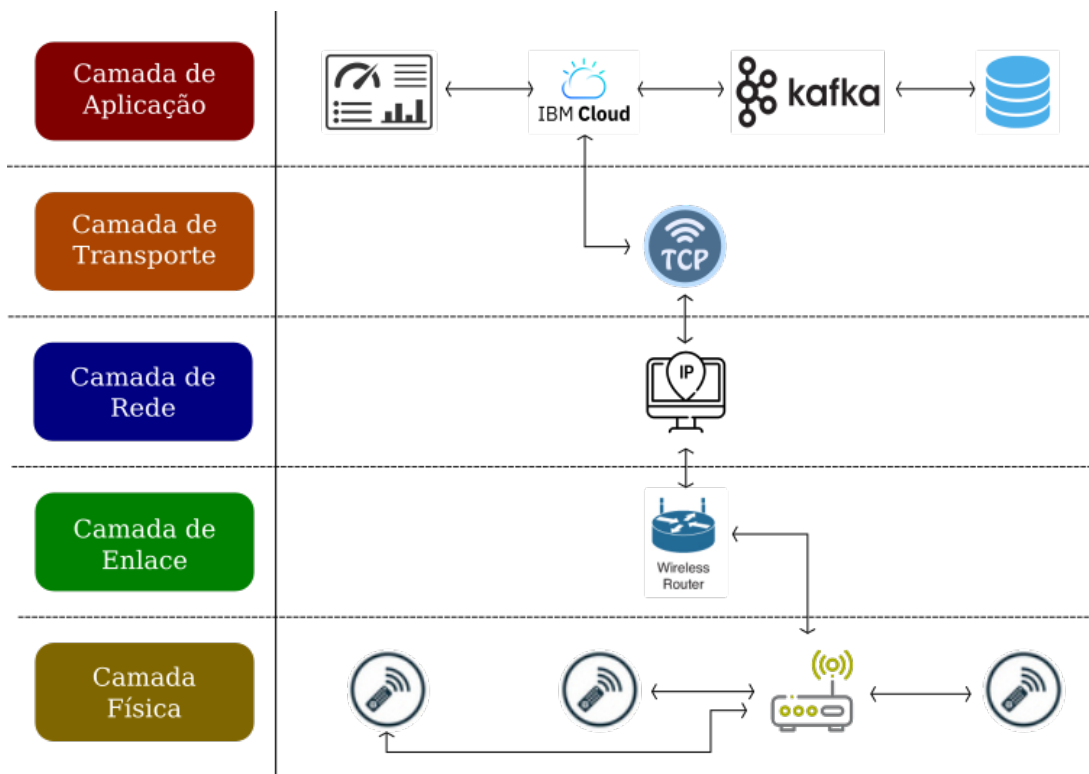 Camada de
Aplicação
IBM Cloud
kafka
Camada de
Transporte
TCP
Camada de
Rede
IP
Camada de
Enlace
Wireless
Router
Camada
Física